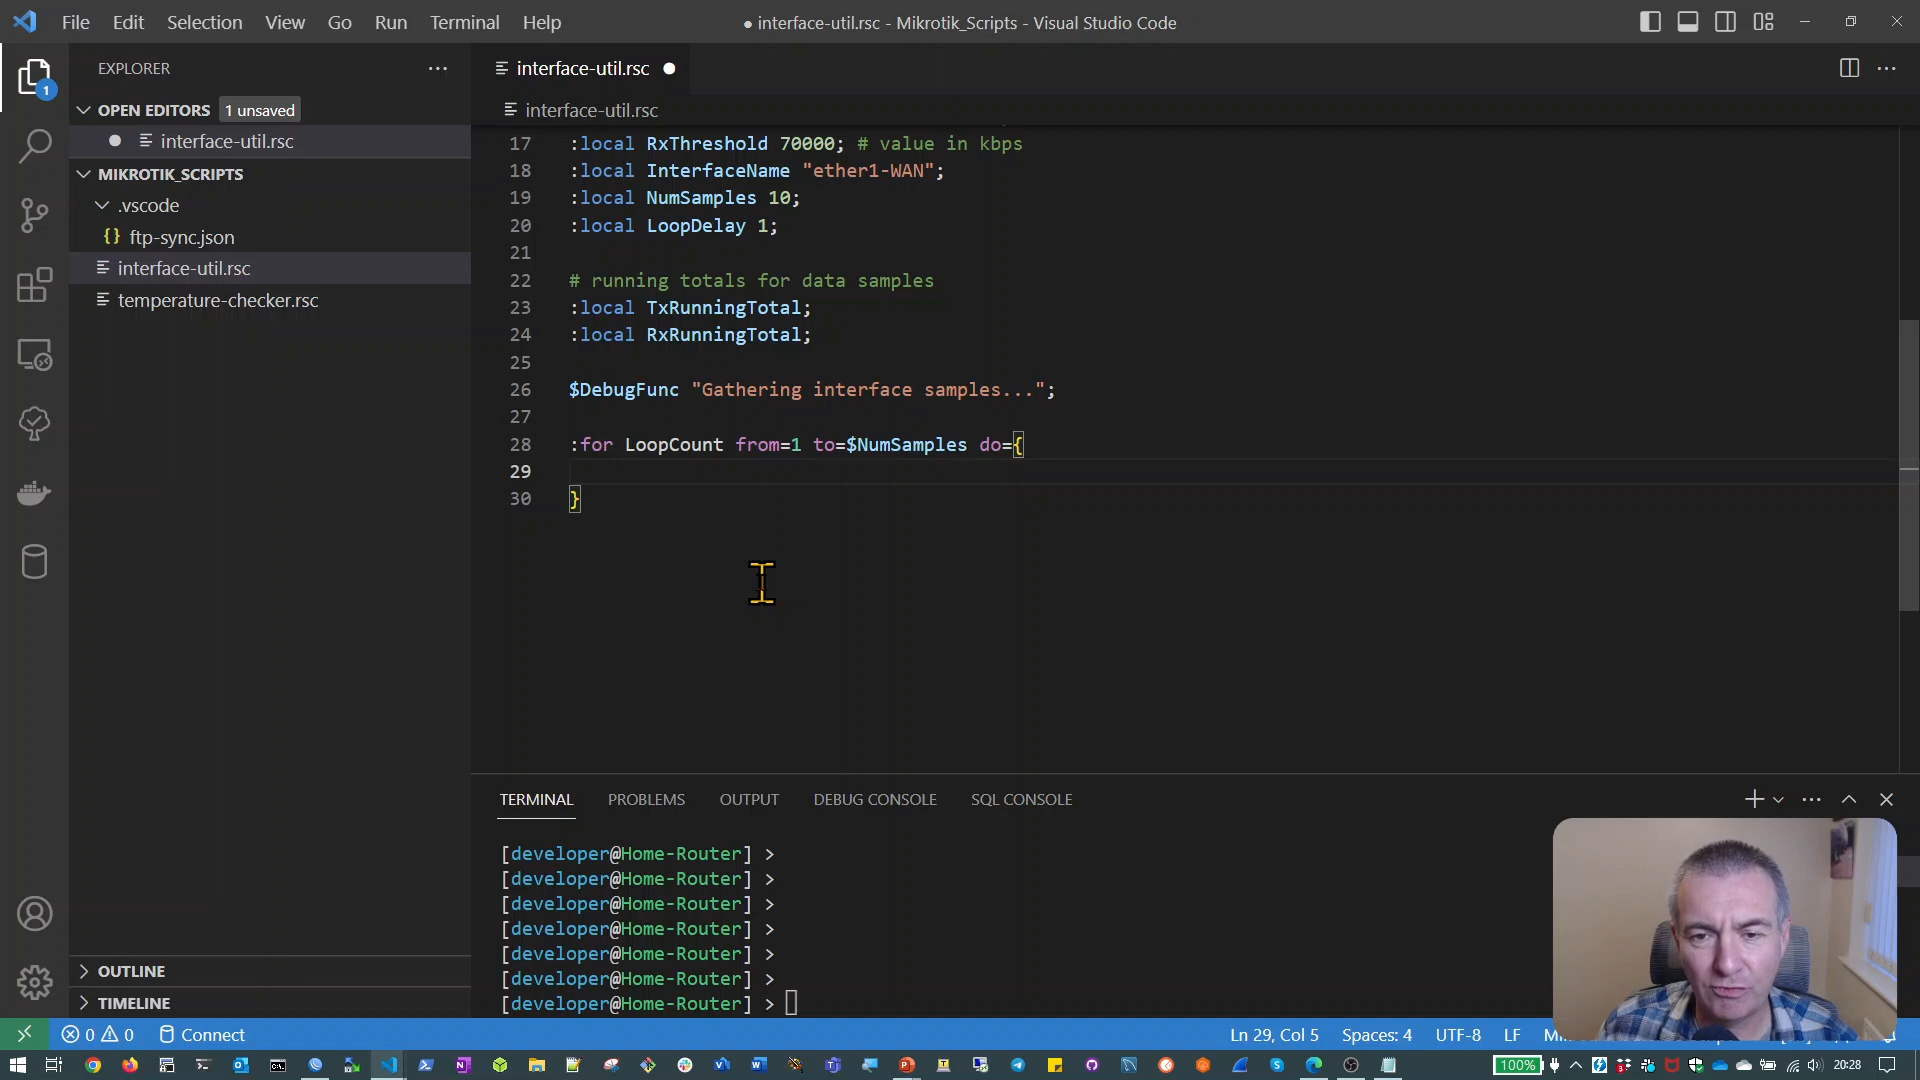 File Edit Selection View Go Run Terminal Help
● interface-util.rsc - Mikrotik_Scripts - Visual Studio Code
EXPLORER
1
OPEN EDITORS 1 unsaved
interface-util.rsc
MIKROTIK_SCRIPTS
.vscode
{} ftp-sync.json
interface-util.rsc
temperature-checker.rsc
OUTLINE
TIMELINE
interface-util.rsc
interface-util.rsc
17 :local RxThreshold 70000; # value in kbps
18 :local InterfaceName "ether1-WAN";
19 :local NumSamples 10;
20 :local LoopDelay 1;
21
22 # running totals for data samples
23 :local TxRunningTotal;
24 :local RxRunningTotal;
25
26 $DebugFunc "Gathering interface samples...";
27
28 :for LoopCount from=1 to=$NumSamples do={
29
30 }
TERMINAL PROBLEMS OUTPUT DEBUG CONSOLE SQL CONSOLE
[developer@Home-Router] >
[developer@Home-Router] >
[developer@Home-Router] >
[developer@Home-Router] >
[developer@Home-Router] >
[developer@Home-Router] >
[developer@Home-Router] >
0 0 Connect
Ln 29, Col 5 Spaces: 4 UTF-8 LF
100% 20:28